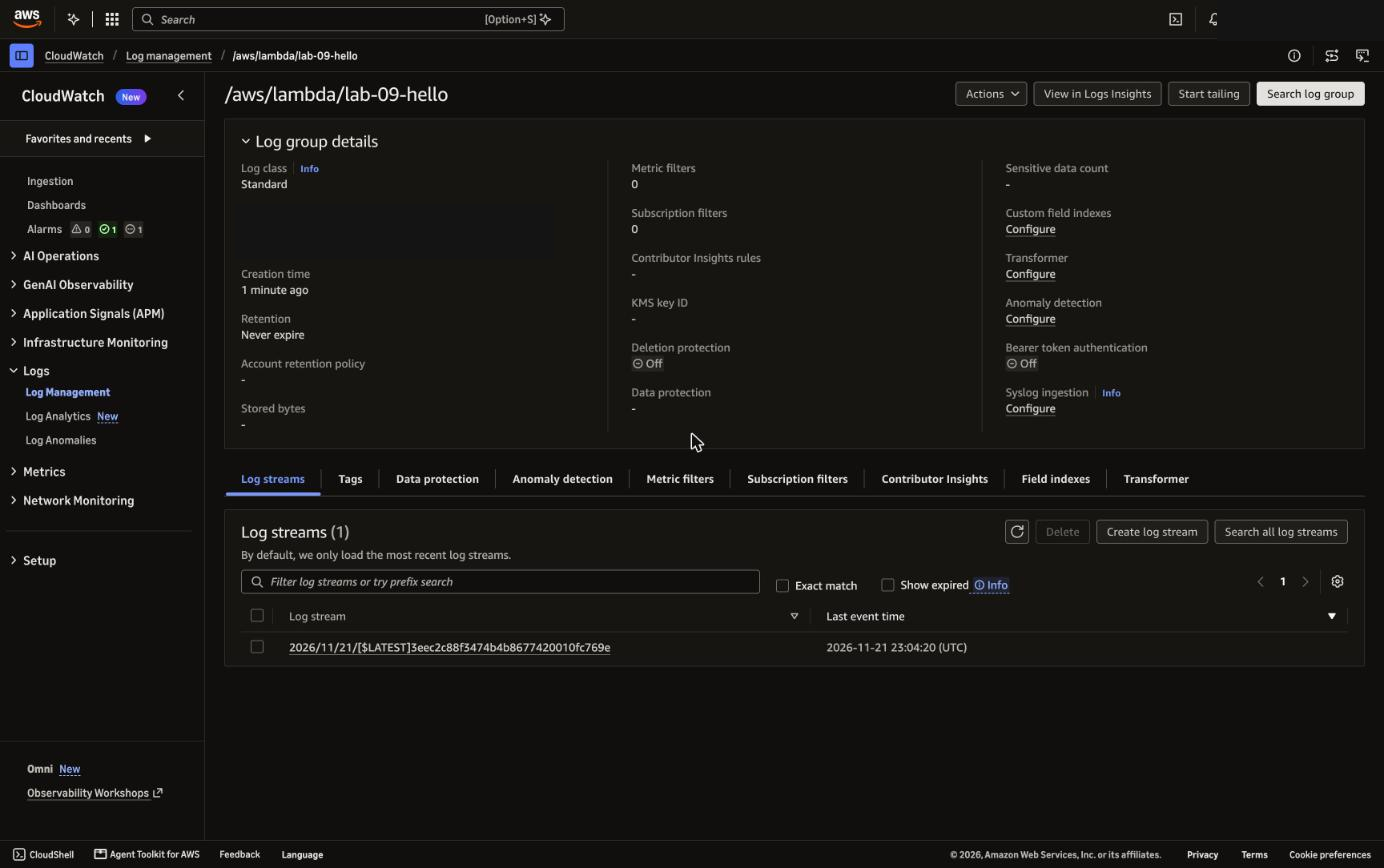 aws
Search [Option+S]
CloudWatch / Log management / /aws/lambda/lab-09-hello
CloudWatch New
Favorites and recents
Ingestion
Dashboards
Alarms 0 1 1
AI Operations
GenAI Observability
Application Signals (APM)
Infrastructure Monitoring
Logs
Log Management
Log Analytics New
Log Anomalies
Metrics
Network Monitoring
Setup
Omni New
Observability Workshops
/aws/lambda/lab-09-hello
Actions
View in Logs Insights
Start tailing
Search log group
Log group details
Log class Info
Standard
Creation time
1 minute ago
Retention
Never expire
Account retention policy
-
Stored bytes
-
Metric filters
0
Subscription filters
0
Contributor Insights rules
-
KMS key ID
-
Deletion protection
Off
Data protection
-
Sensitive data count
-
Custom field indexes
Configure
Transformer
Configure
Anomaly detection
Configure
Bearer token authentication
Off
Syslog ingestion Info
Configure
Log streams Tags Data protection Anomaly detection Metric filters Subscription filters Contributor Insights Field indexes Transformer
Log streams (1)
Delete Create log stream Search all log streams
By default, we only load the most recent log streams.
Filter log streams or try prefix search
Exact match Show expired Info
1
Log stream Last event time
2026/11/21/[$LATEST]3eec2c88f3474b4b8677420010fc769e 2026-11-21 23:04:20 (UTC)
CloudShell Agent Toolkit for AWS Feedback Language © 2026, Amazon Web Services, Inc. or its affiliates. Privacy Terms Cookie preferences